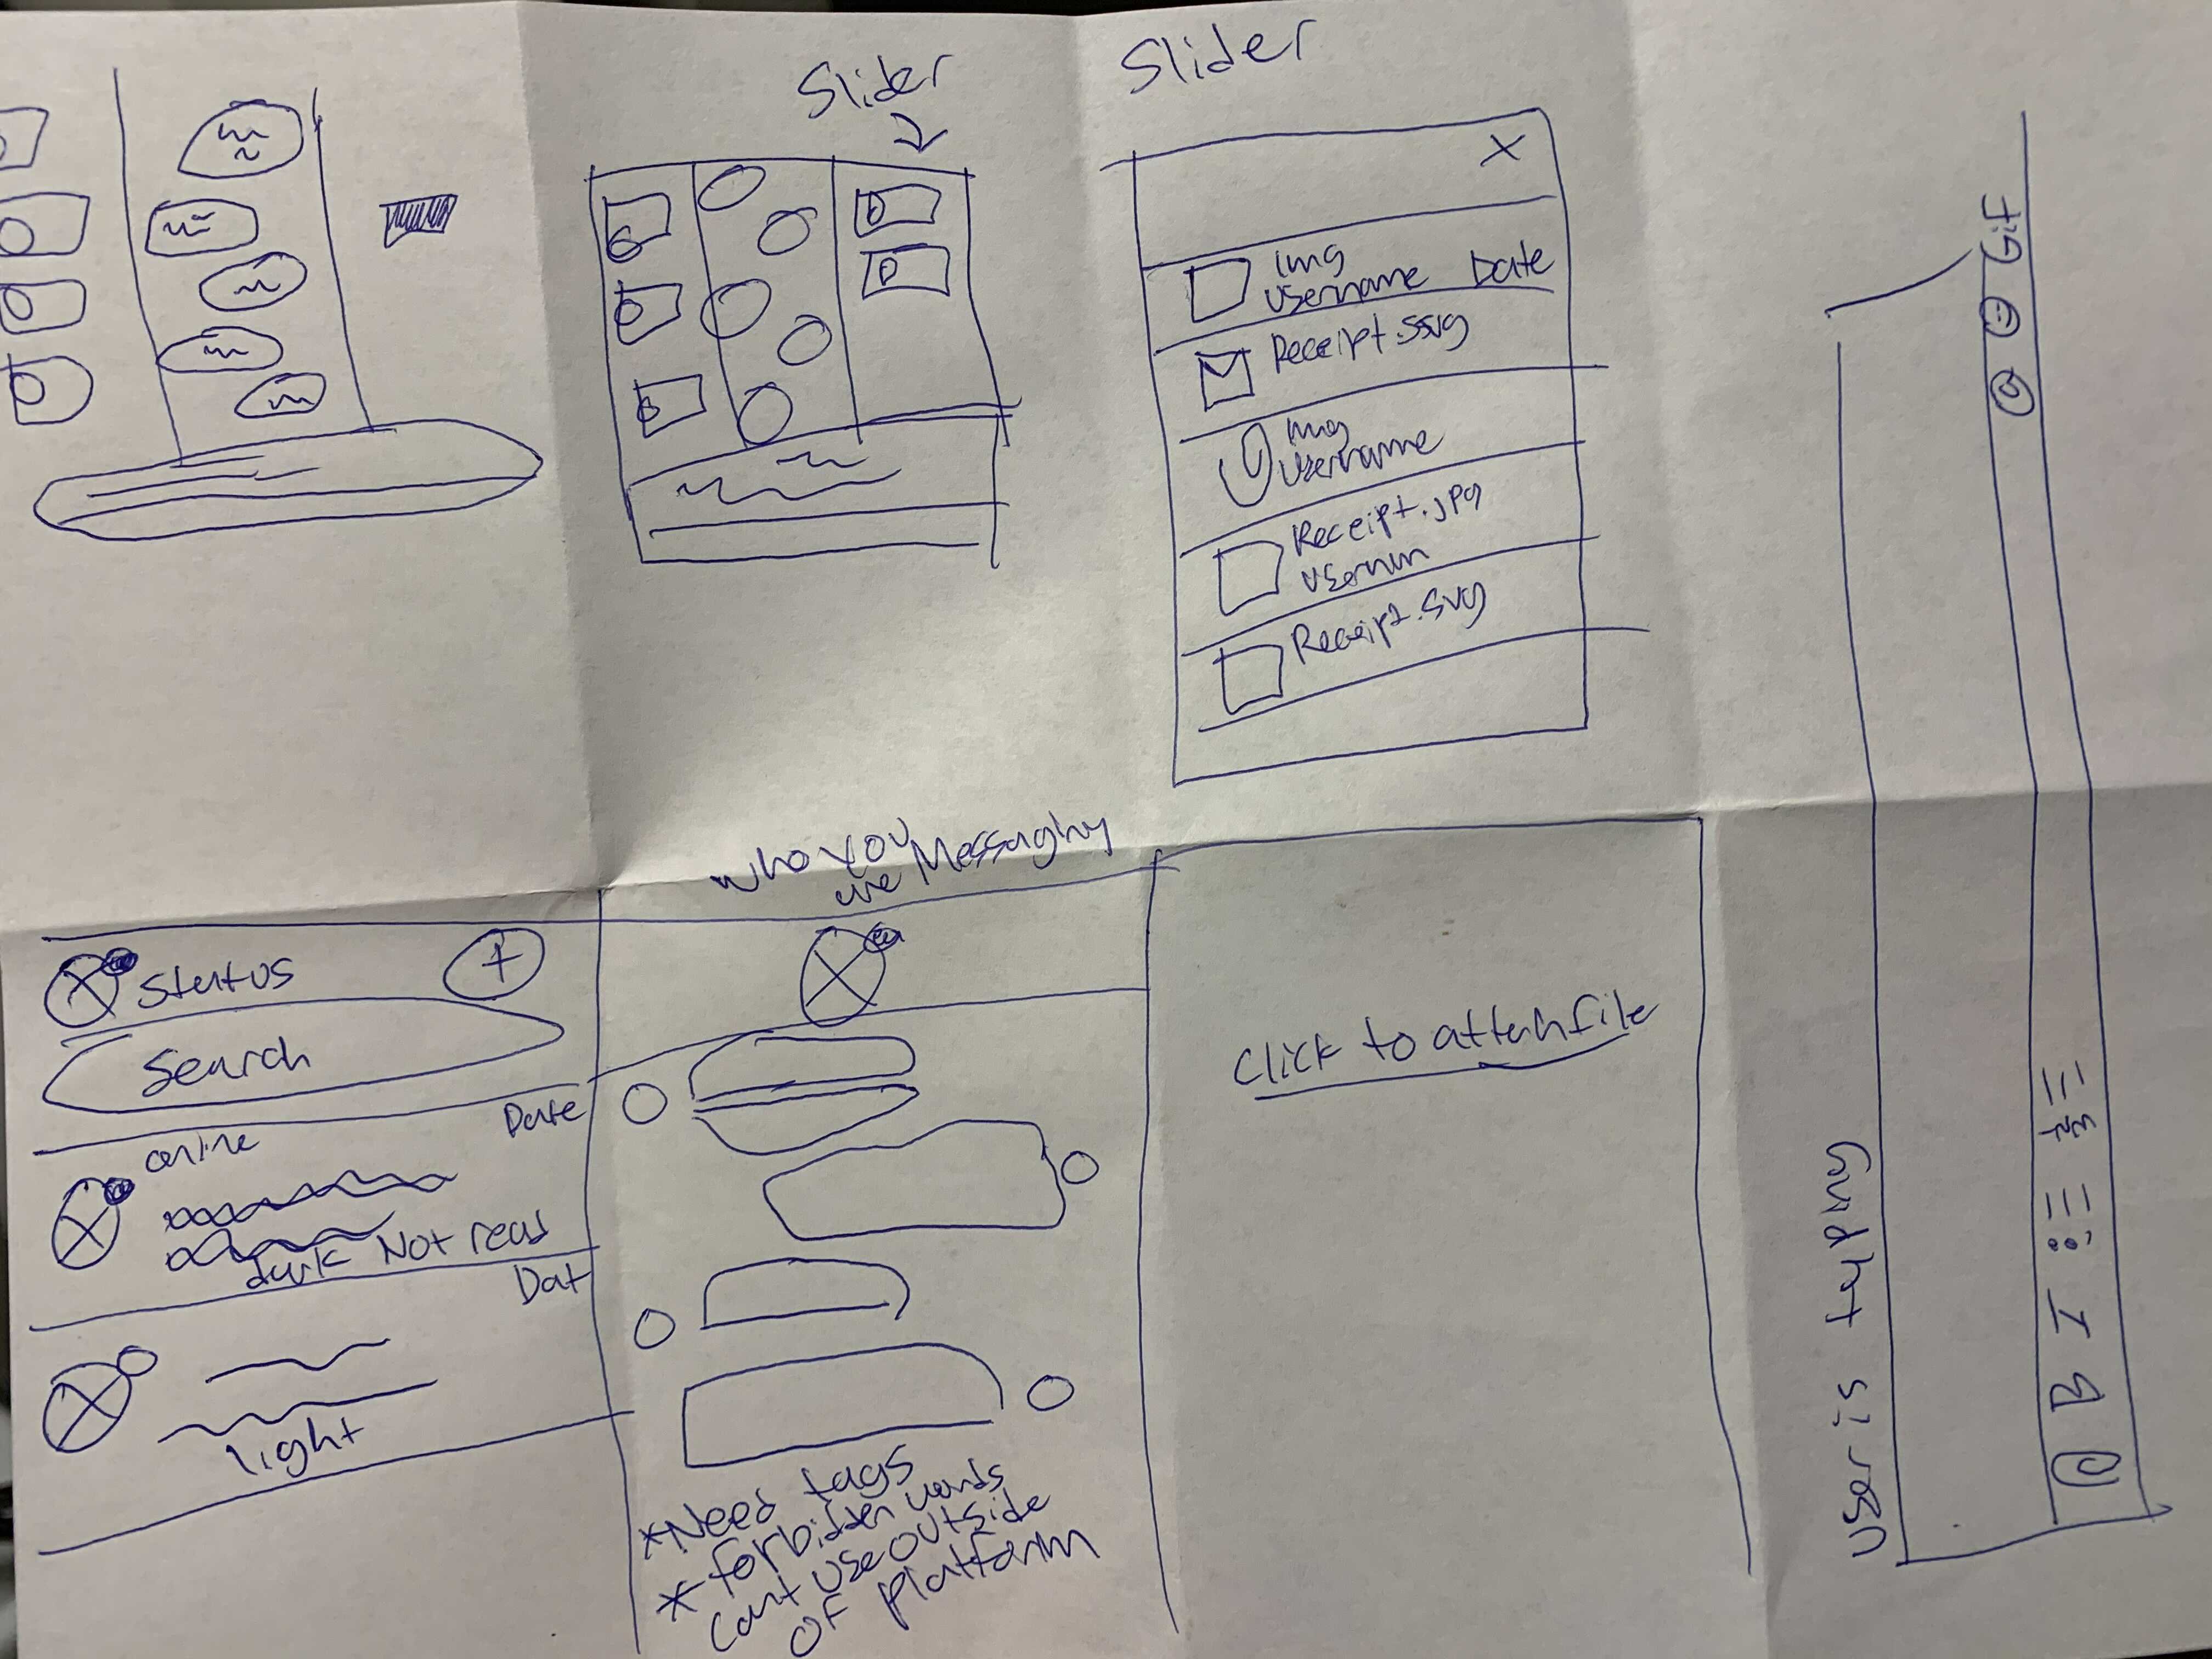 Slider
Slider
X
img
username Date
Receipt.ssvg
img
username
Receipt.jpg
usernm
Receipt.svg
who you
are Messaging
Status +
Search
Date
online
dark Not read
Dat
light
*Need tags
*forbidden words
cant use outside
of platform
click to attach file
User is typing
B I
GiF